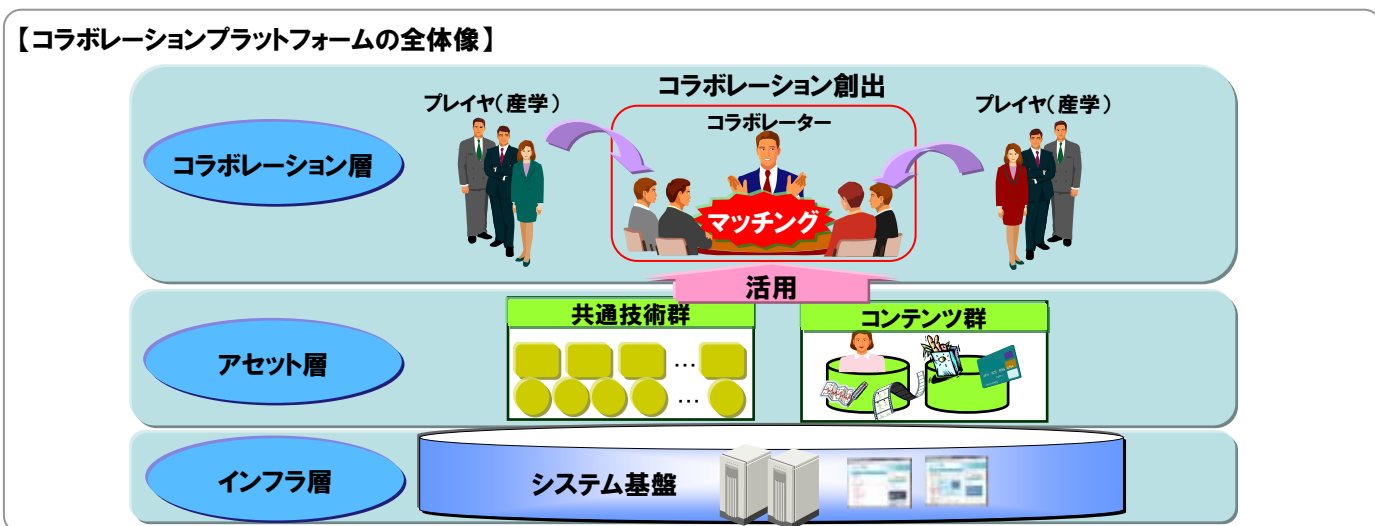 【コラボレーションプラットフォームの全体像】
コラボレーション創出
プレイヤ(産学)
コラボレーター
プレイヤ(産学)
コラボレーション層
マッチング
活用
共通技術群
コンテンツ群
アセット層
…
…
インフラ層
システム基盤